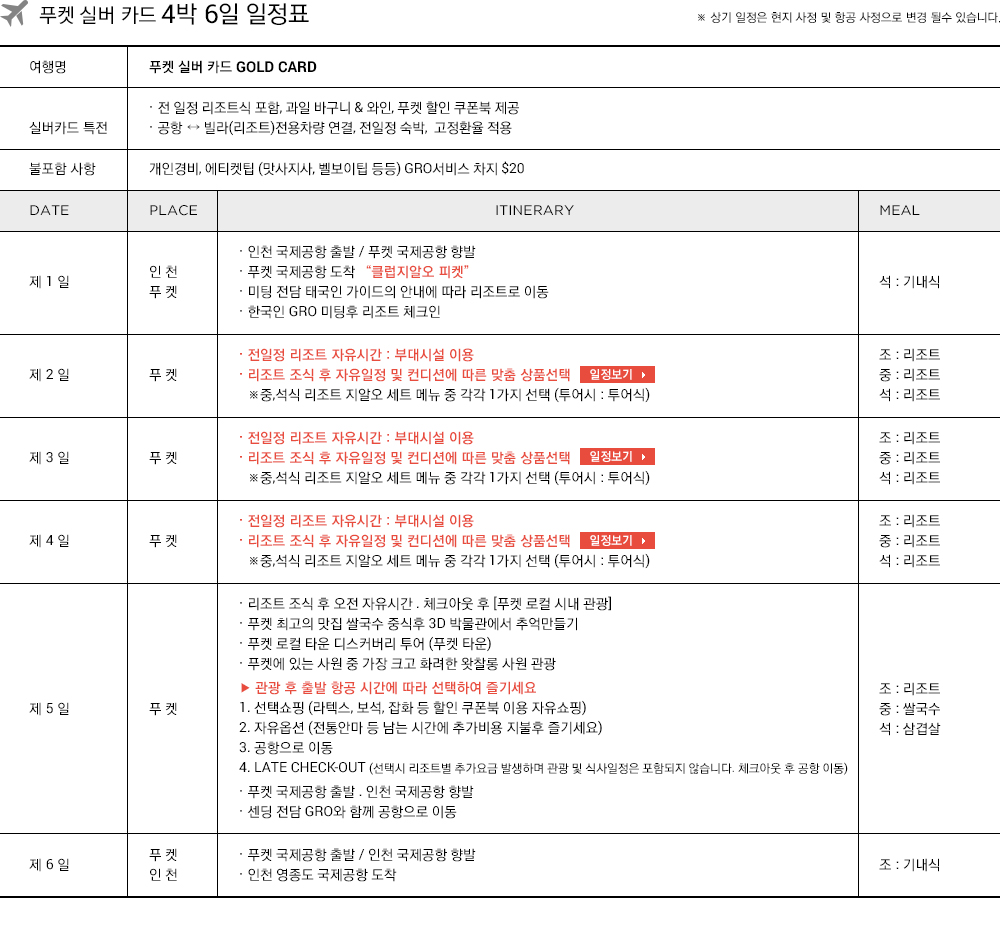 푸켓 실버 카드 4박 6일 일정표
※ 상기 일정은 현지 사정 및 항공 사정으로 변경 될수 있습니다.
여행명
푸켓 실버 카드 GOLD CARD
실버카드 특전
· 전 일정 리조트식 포함, 과일 바구니 & 와인, 푸켓 할인 쿠폰북 제공
· 공항 ↔ 빌라(리조트)전용차량 연결, 전일정 숙박, 고정환율 적용
불포함 사항
개인경비, 에티켓팁 (맛사지사, 벨보이팁 등등) GRO서비스 차지 $20
DATE PLACE ITINERARY MEAL
제 1 일
인 천
푸 켓
· 인천 국제공항 출발 / 푸켓 국제공항 향발
· 푸켓 국제공항 도착 “클럽지알오 피켓”
· 미팅 전담 태국인 가이드의 안내에 따라 리조트로 이동
· 한국인 GRO 미팅후 리조트 체크인
석 : 기내식
제 2 일
푸 켓
· 전일정 리조트 자유시간 : 부대시설 이용
· 리조트 조식 후 자유일정 및 컨디션에 따른 맞춤 상품선택 일정보기
※중,석식 리조트 지알오 세트 메뉴 중 각각 1가지 선택 (투어시 : 투어식)
조 : 리조트
중 : 리조트
석 : 리조트
제 3 일
푸 켓
· 전일정 리조트 자유시간 : 부대시설 이용
· 리조트 조식 후 자유일정 및 컨디션에 따른 맞춤 상품선택 일정보기
※중,석식 리조트 지알오 세트 메뉴 중 각각 1가지 선택 (투어시 : 투어식)
조 : 리조트
중 : 리조트
석 : 리조트
제 4 일
푸 켓
· 전일정 리조트 자유시간 : 부대시설 이용
· 리조트 조식 후 자유일정 및 컨디션에 따른 맞춤 상품선택 일정보기
※중,석식 리조트 지알오 세트 메뉴 중 각각 1가지 선택 (투어시 : 투어식)
조 : 리조트
중 : 리조트
석 : 리조트
제 5 일
푸 켓
· 리조트 조식 후 오전 자유시간 . 체크아웃 후 [푸켓 로컬 시내 관광]
· 푸켓 최고의 맛집 쌀국수 중식후 3D 박물관에서 추억만들기
· 푸켓 로컬 타운 디스커버리 투어 (푸켓 타운)
· 푸켓에 있는 사원 중 가장 크고 화려한 왓찰롱 사원 관광
▶ 관광 후 출발 항공 시간에 따라 선택하여 즐기세요
1. 선택쇼핑 (라텍스, 보석, 잡화 등 할인 쿠폰북 이용 자유쇼핑)
2. 자유옵션 (전통안마 등 남는 시간에 추가비용 지불후 즐기세요)
3. 공항으로 이동
4. LATE CHECK-OUT (선택시 리조트별 추가요금 발생하며 관광 및 식사일정은 포함되지 않습니다. 체크아웃 후 공항 이동)
· 푸켓 국제공항 출발 . 인천 국제공항 향발
· 센딩 전담 GRO와 함께 공항으로 이동
조 : 리조트
중 : 쌀국수
석 : 삼겹살
제 6 일
푸 켓
인 천
· 푸켓 국제공항 출발 / 인천 국제공항 향발
· 인천 영종도 국제공항 도착
조 : 기내식